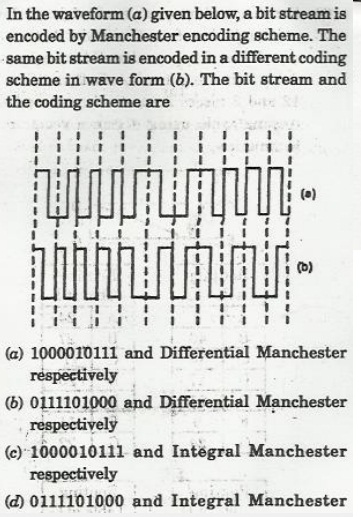 In the waveform (a) given below, a bit stream is
encoded by Manchester encoding scheme. The
same bit stream is encoded in a different coding
scheme in wave form (b). The bit stream and
the coding scheme are
(a)
(b)
(a) 1000010111 and Differential Manchester
respectively
(b) 0111101000 and Differential Manchester
respectively
(c) 1000010111 and Integral Manchester
respectively
(d) 0111101000 and Integral Manchester